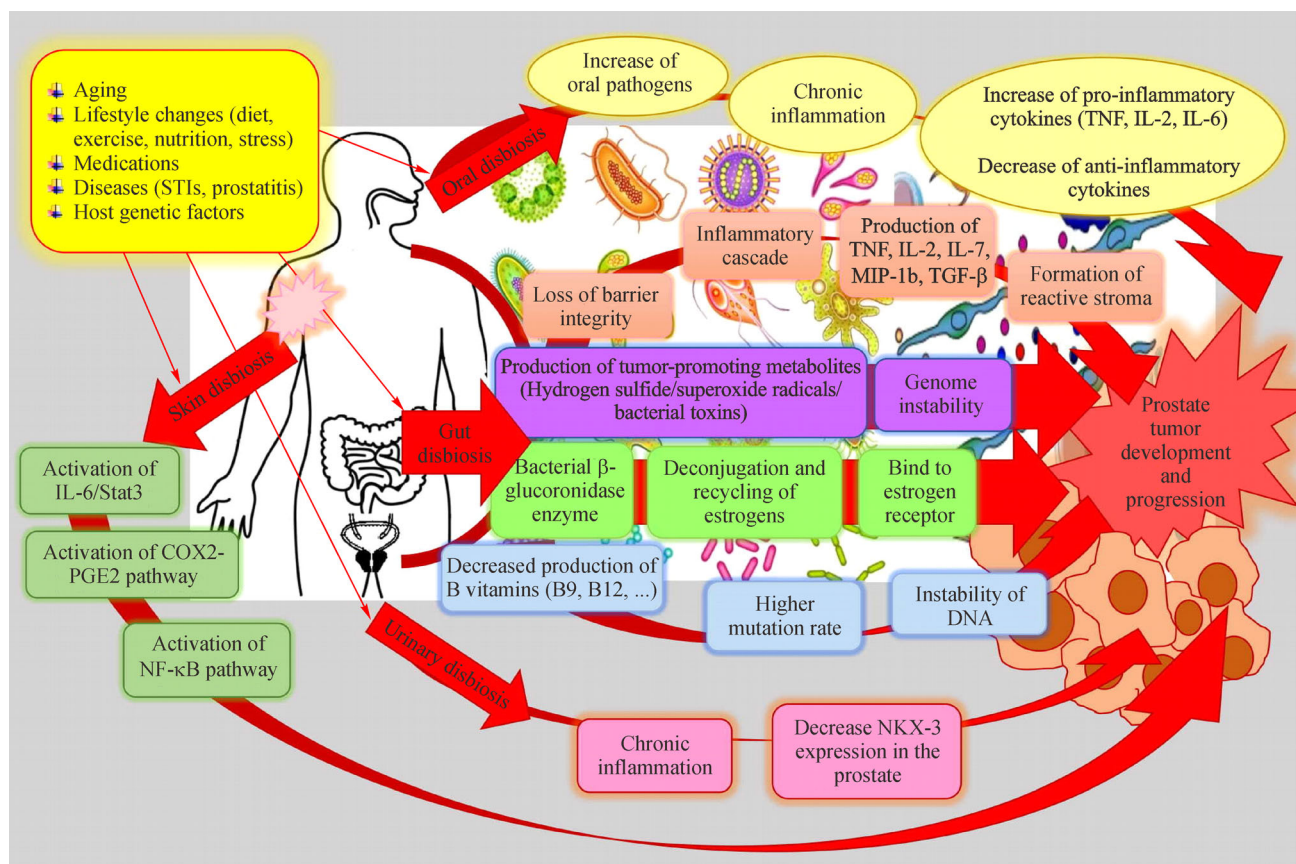 Aging
Lifestyle changes (diet,
exercise, nutrition, stress)
Medications
Diseases (STIs, prostatitis)
Host genetic factors
Oral disbiosis
Increase of
oral pathogens
Chronic
inflammation
Increase of pro-inflammatory
cytokines (TNF, IL-2, IL-6)
Decrease of anti-inflammatory
cytokines
Loss of barrier
integrity
Inflammatory
cascade
Production of
TNF, IL-2, IL-7,
MIP-1b, TGF-β
Formation of
reactive stroma
Gut
disbiosis
Production of tumor-promoting metabolites
(Hydrogen sulfide/superoxide radicals/
bacterial toxins)
Genome
instability
Bacterial β-
glucoronidase
enzyme
Deconjugation and
recycling of
estrogens
Bind to
estrogen
receptor
Decreased production of
B vitamins (B9, B12, ...)
Higher
mutation rate
Instability of
DNA
Prostate
tumor
development
and
progression
Skin disbiosis
Activation of
IL-6/Stat3
Activation of COX2-
PGE2 pathway
Activation of
NF-κB pathway
Urinary disbiosis
Chronic
inflammation
Decrease NKX-3
expression in the
prostate